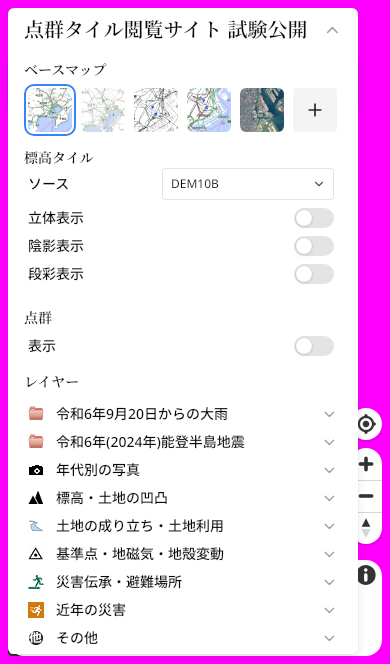 点群タイル閲覧サイト 試験公開
ベースマップ
標高タイル
ソース DEM10B
立体表示
陰影表示
段彩表示
点群
表示
レイヤー
令和6年9月20日からの大雨
令和6年(2024年)能登半島地震
年代別の写真
標高・土地の凹凸
土地の成り立ち・土地利用
基準点・地磁気・地殻変動
災害伝承・避難場所
近年の災害
その他